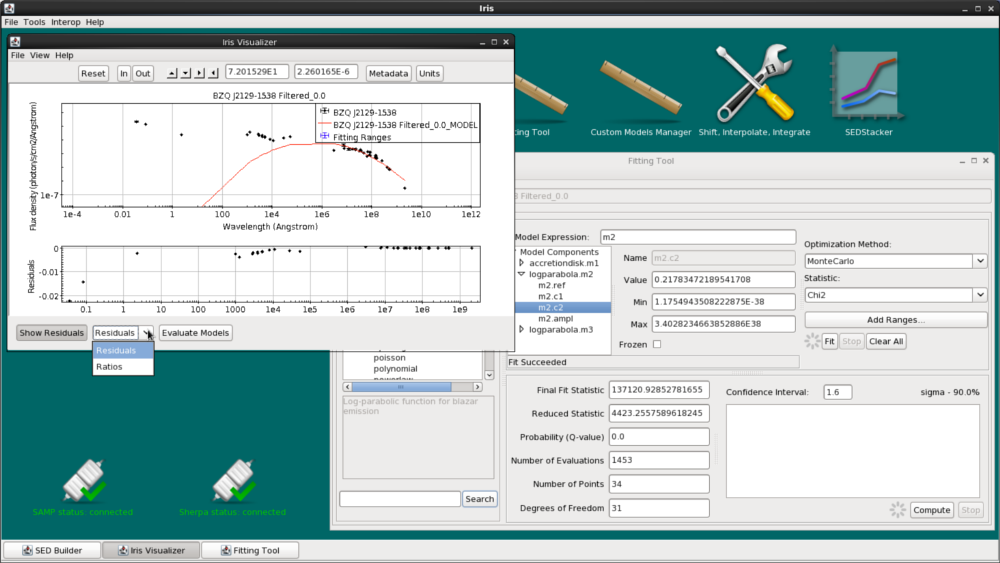 Iris
File Tools Interop Help
Iris Visualizer
File View Help
Reset In Out 7.201529E1 2.260165E-6 Metadata Units
BZQ J2129-1538 Filtered_0.0
BZQ J2129-1538
BZQ J2129-1538 Filtered_0.0_MODEL
Fitting Ranges
Flux density (photon/s/cm2/Angstrom)
1e-7
1e-4 0.01 1 100 1e4 1e6 1e8 1e10 1e12
Wavelength (Angstrom)
Residuals
0
-0.01
-0.02
0.1 1 10 100 1000 1e4 1e5 1e6 1e7 1e8 1e9
Show Residuals Residuals Evaluate Models
Residuals
Ratios
ting Tool
Custom Models Manager
Shift, Interpolate, Integrate
SEDStacker
Fitting Tool
8 Filtered_0.0
Model Expression: m2
Model Components
accretiondisk.m1
logparabola.m2
m2.ref
m2.c1
m2.c2
m2.ampl
logparabola.m3
Name m2.c2
Value 0.21783472189541708
Min 1.1754943508222875E-38
Max 3.4028234663852886E38
Frozen
Optimization Method:
MonteCarlo
Statistic:
Chi2
Add Ranges...
Fit Stop Clear All
Fit Succeeded
poisson
polynomial
powerlaw
Log-parabolic function for blazar
emission
Search
Final Fit Statistic 137120.92852781655
Reduced Statistic 4423.2557589618245
Probability (Q-value) 0.0
Number of Evaluations 1453
Number of Points 34
Degrees of Freedom 31
Confidence Interval: 1.6 sigma - 90.0%
Compute Stop
SAMP status: connected
Sherpa status: connected
SED Builder Iris Visualizer Fitting Tool